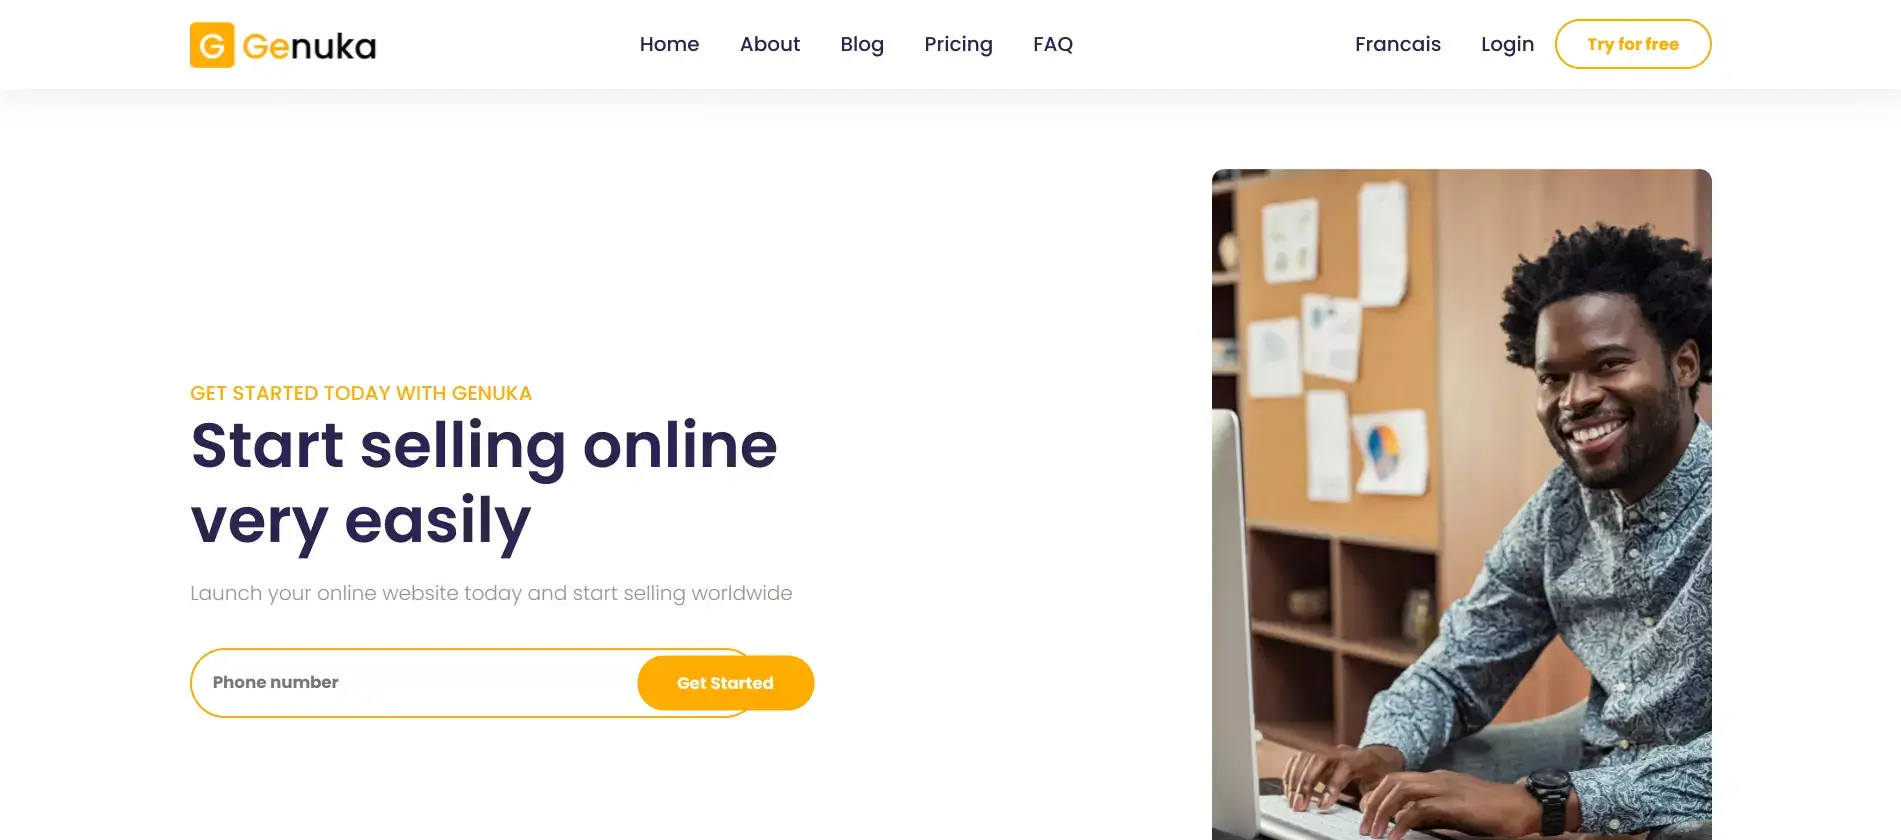 G Genuka
Home About Blog Pricing FAQ
Francais Login Try for free
GET STARTED TODAY WITH GENUKA
Start selling online
very easily
Launch your online website today and start selling worldwide
Phone number Get Started